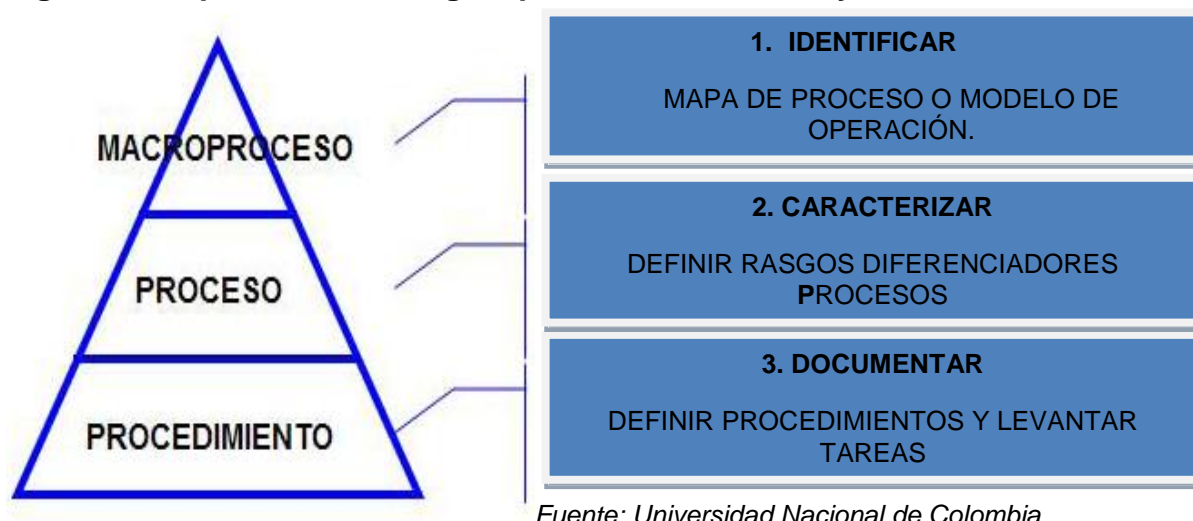 MACROPROCESO
PROCESO
PROCEDIMIENTO
1. IDENTIFICAR
MAPA DE PROCESO O MODELO DE
OPERACIÓN.
2. CARACTERIZAR
DEFINIR RASGOS DIFERENCIADORES
PROCESOS
3. DOCUMENTAR
DEFINIR PROCEDIMIENTOS Y LEVANTAR
TAREAS
Fuente: Universidad Nacional de Colombia